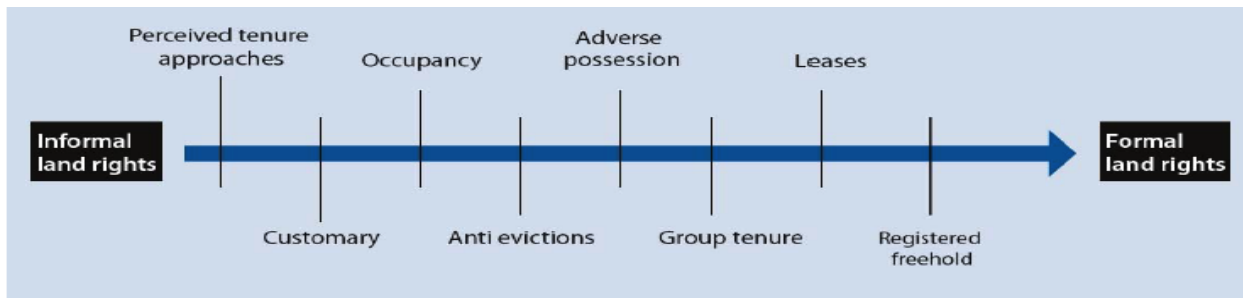 Perceived tenure
approaches
Occupancy
Adverse
possession
Leases
Informal
land rights
Formal
land rights
Customary
Anti evictions
Group tenure
Registered
freehold